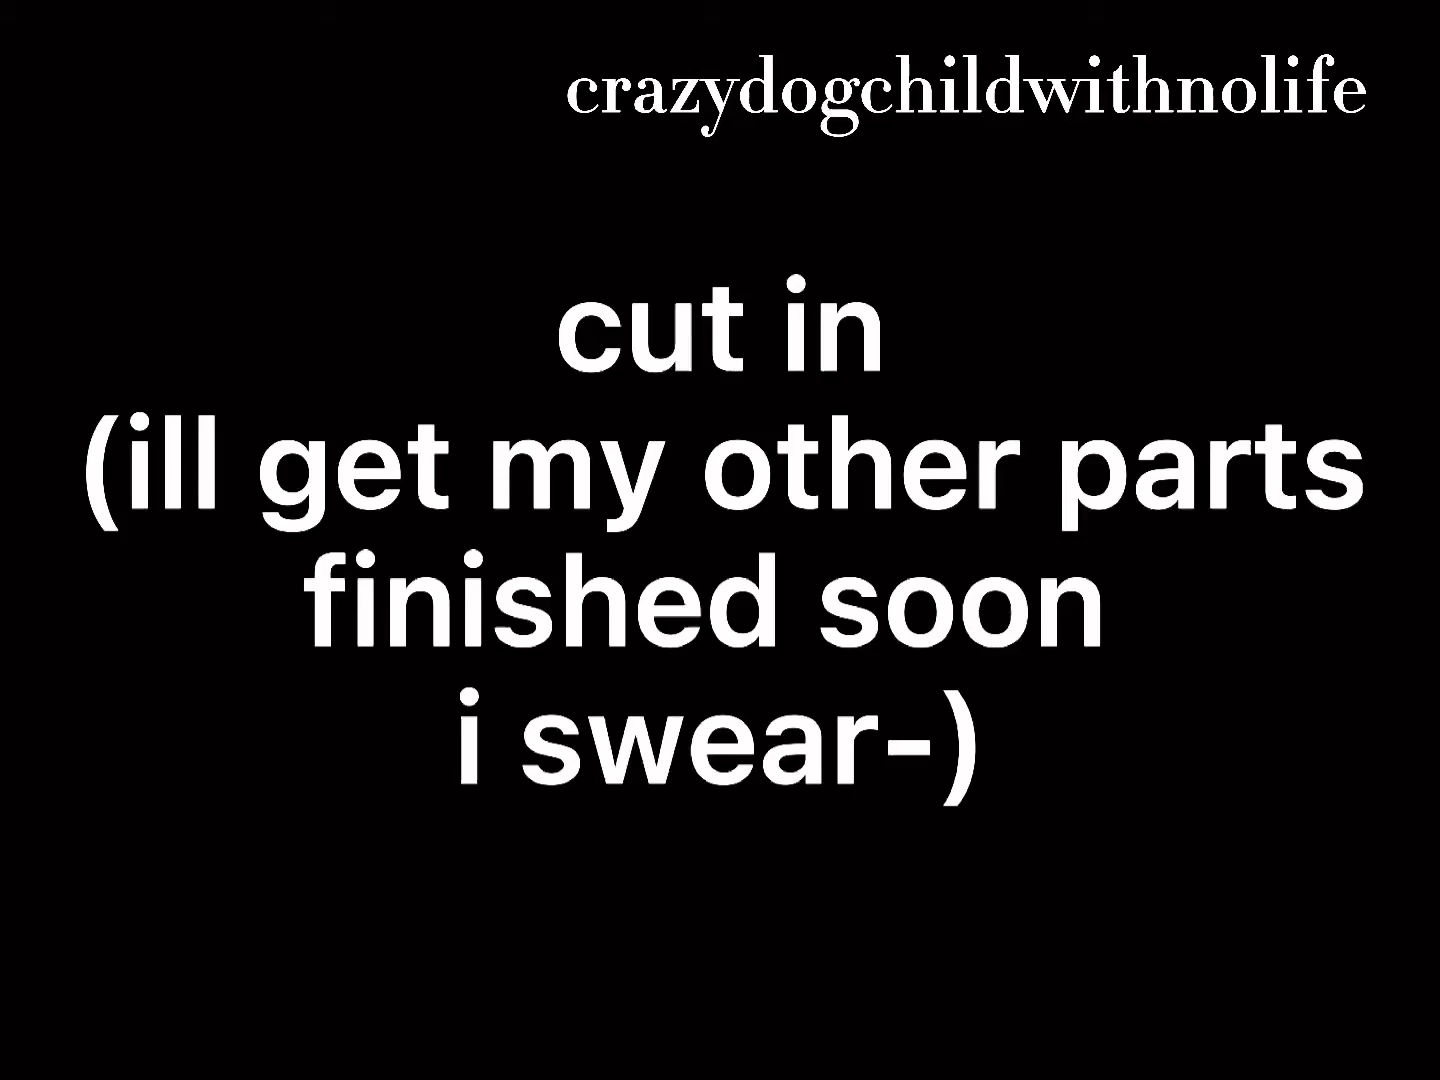 crazydogchildwithnolife
cut in
(ill get my other parts
finished soon
i swear-)